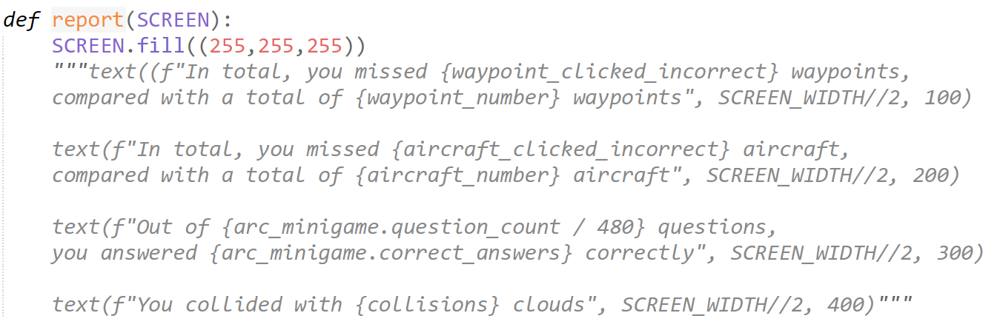 def report(SCREEN):
SCREEN.fill((255,255,255))
"""text((f"In total, you missed {waypoint_clicked_incorrect} waypoints,
compared with a total of {waypoint_number} waypoints", SCREEN_WIDTH//2, 100)
text(f"In total, you missed {aircraft_clicked_incorrect} aircraft,
compared with a total of {aircraft_number} aircraft", SCREEN_WIDTH//2, 200)
text(f"Out of {arc_minigame.question_count / 480} questions,
you answered {arc_minigame.correct_answers} correctly", SCREEN_WIDTH//2, 300)
text(f"You collided with {collisions} clouds", SCREEN_WIDTH//2, 400)"""